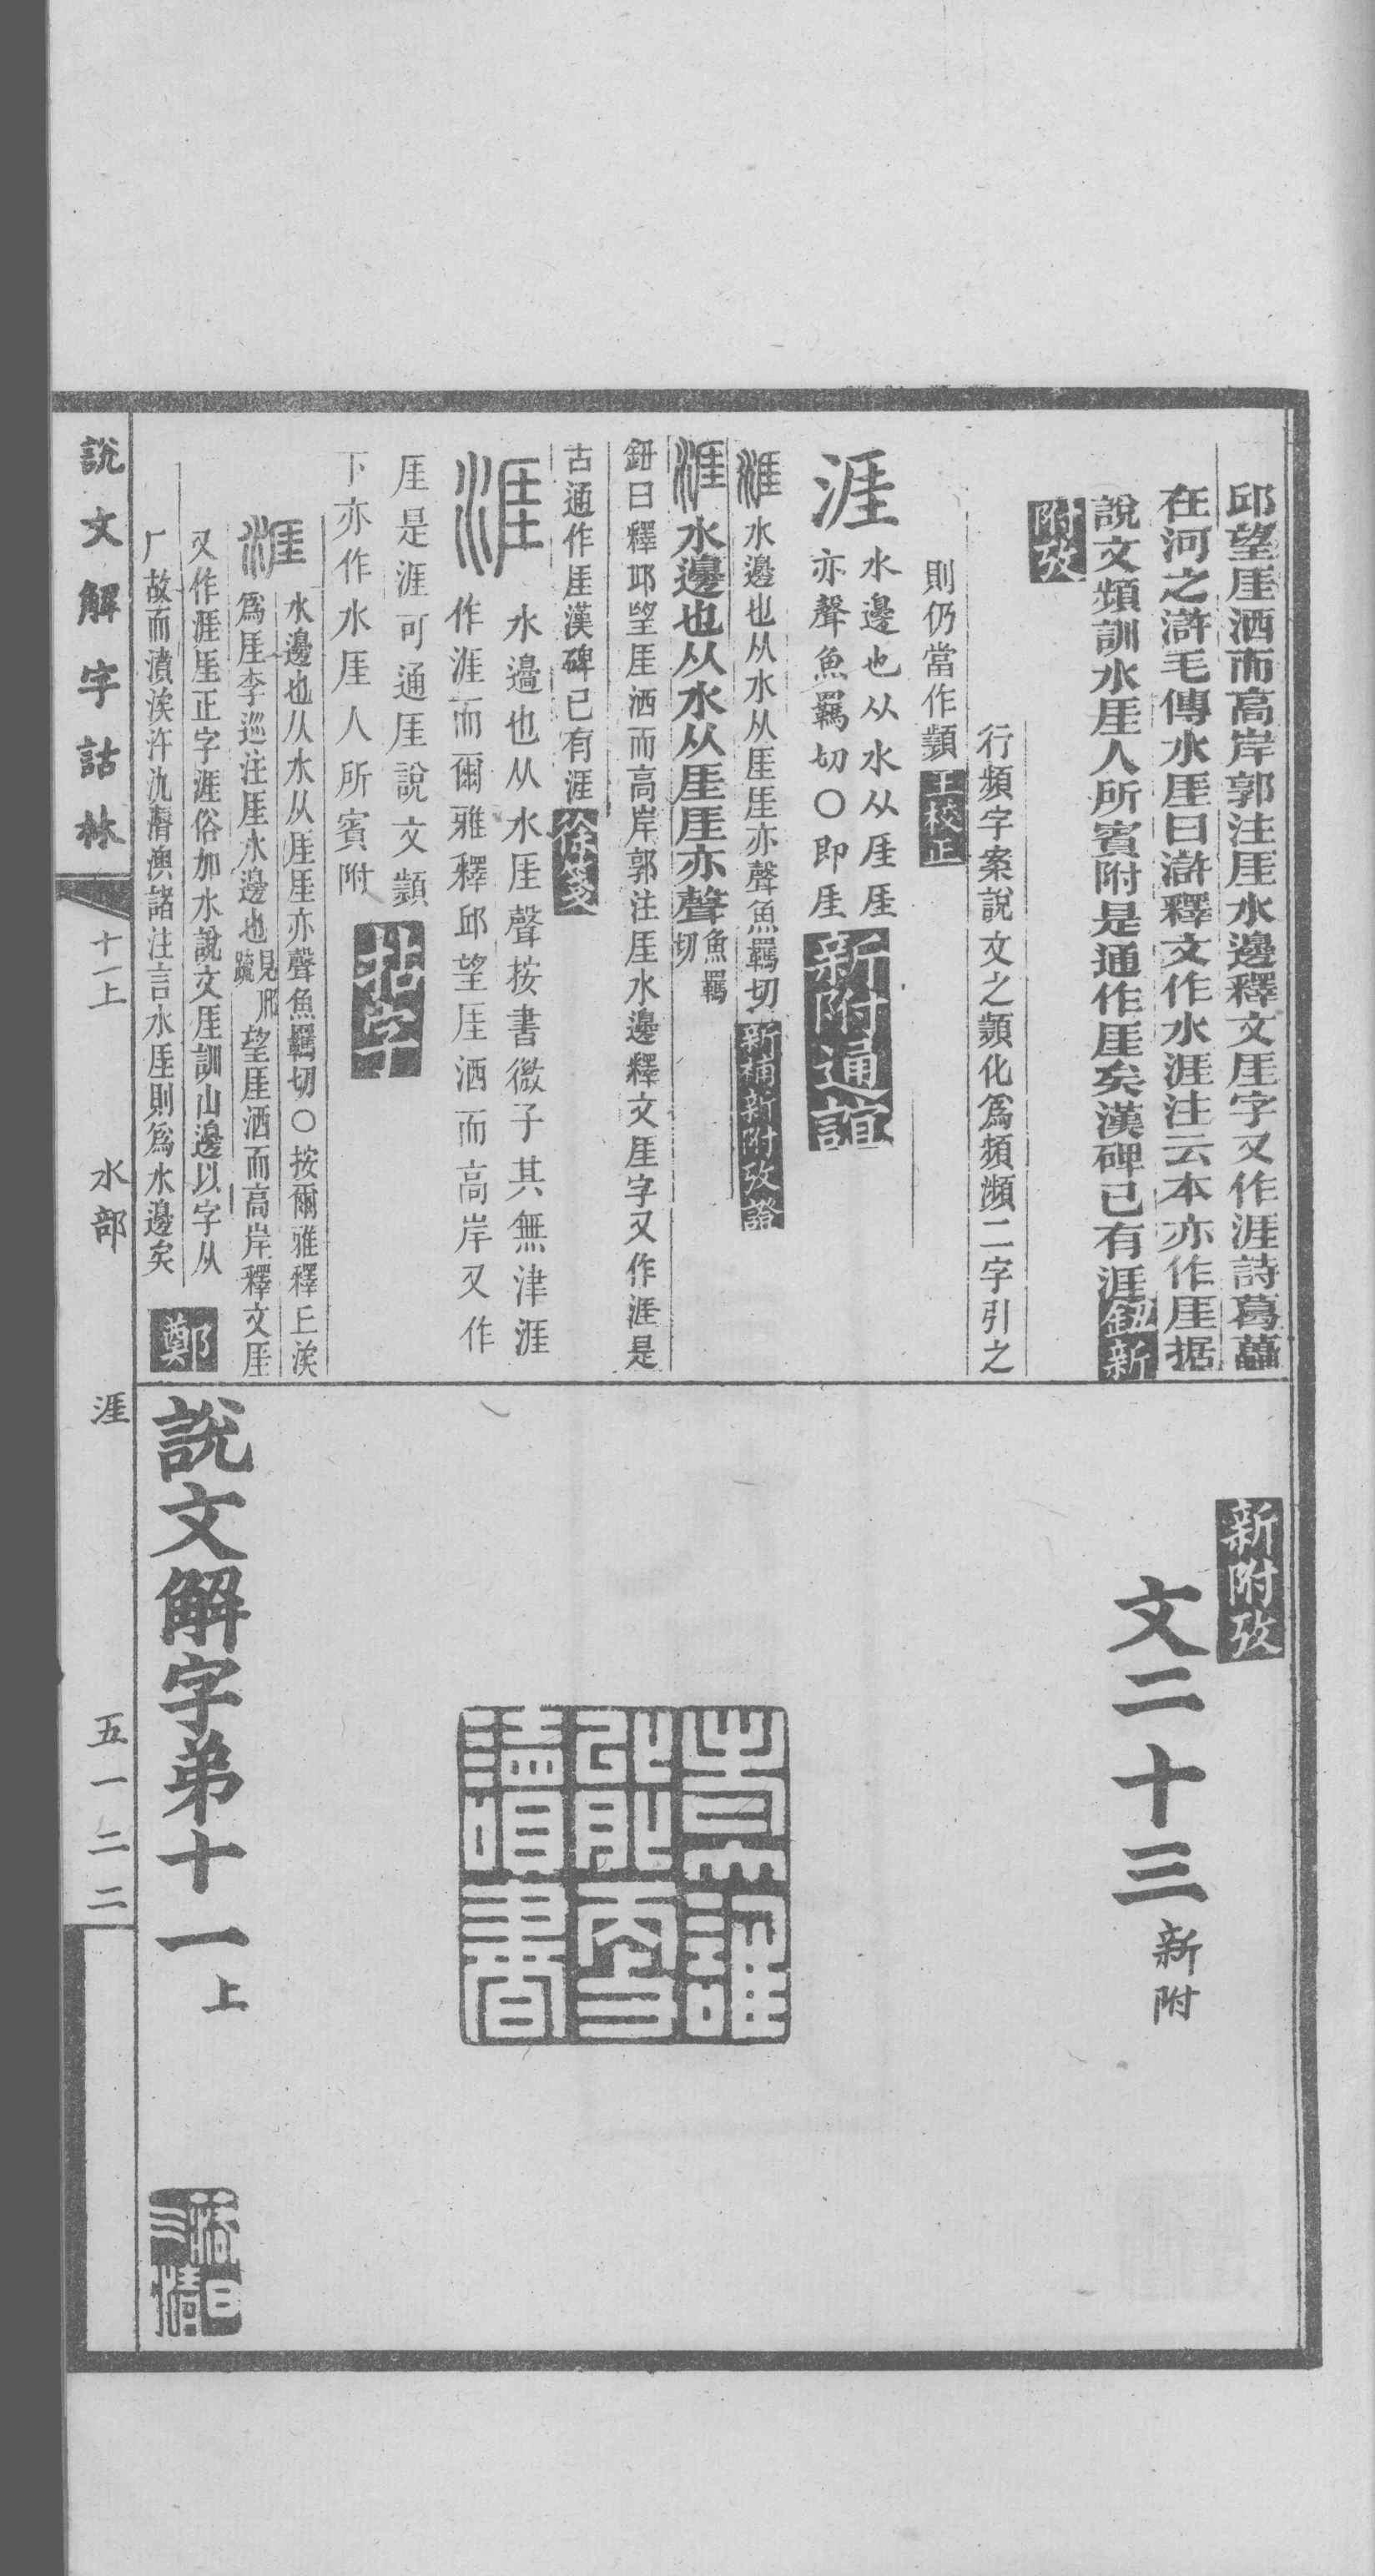 邱望厓洒而高岸郭注厓水邊釋文厓字又作涯詩葛藟
在河之滸毛傳水厓曰滸釋文作水涯注云本亦作厓据
說文頻訓水厓人所賓附是通作厓矣漢碑已有涯鈕新
附攷
行頻字案說文之顮化爲頻瀕二字引之
則仍當作顮王校正
涯
水邊也从水从厓厓
亦聲魚羈切〇即厓
新附通誼
涯水邊也从水从厓厓亦聲魚羈切新補新附攷證
涯水邊也从水从厓厓亦聲魚羈切
鈕曰釋邱望厓洒而高岸郭注厓水邊釋文厓字又作涯是
古通作厓漢碑已有涯徐箋
涯
水邊也从水厓聲按書微子其無津涯
作涯而爾雅釋邱望厓洒而高岸又作
厓是涯可通厓說文顮
下亦作水厓人所賓附
涯
水邊也从水从厓厓亦聲魚羈切〇按爾雅釋丘涘
爲厓李巡注厓水邊也見邢疏望厓洒而高岸釋文厓
又作涯厓正字涯俗加水說文厓訓山邊以字从
厂故而濆涘汻氿漘澳諸注言水厓則爲水邊矣
鄭
新附攷
文二十三新附
說文解字弟十一上
說文解字詁林
十一上
水部
涯
五一二二